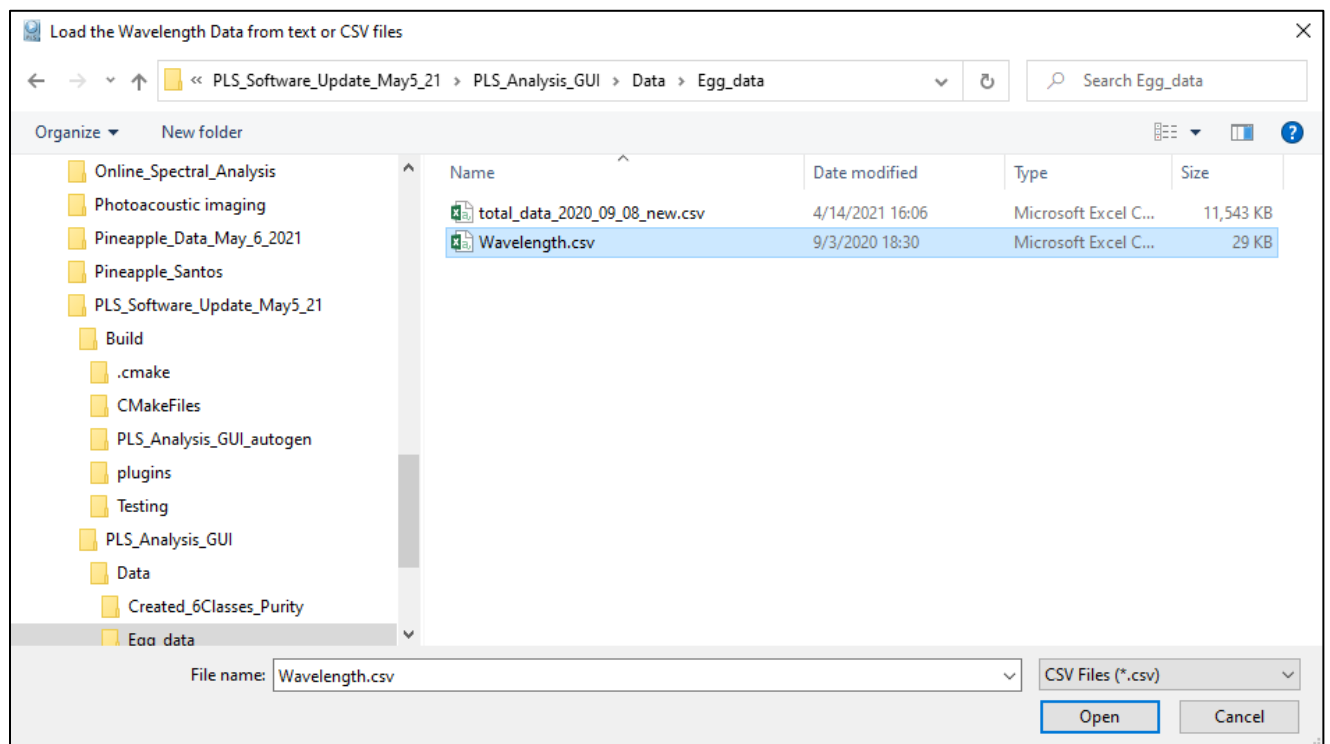 Load the Wavelength Data from text or CSV files
« PLS_Software_Update_May5_21 › PLS_Analysis_GUI › Data › Egg_data
Search Egg_data
Organize
New folder
Online_Spectral_Analysis
Photoacoustic imaging
Pineapple_Data_May_6_2021
Pineapple_Santos
PLS_Software_Update_May5_21
Build
.cmake
CMakeFiles
PLS_Analysis_GUI_autogen
plugins
Testing
PLS_Analysis_GUI
Data
Created_6Classes_Purity
Egg_data
Name Date modified Type Size
total_data_2020_09_08_new.csv 4/14/2021 16:06 Microsoft Excel C... 11,543 KB
Wavelength.csv 9/3/2020 18:30 Microsoft Excel C... 29 KB
File name: Wavelength.csv
CSV Files (*.csv)
Open
Cancel